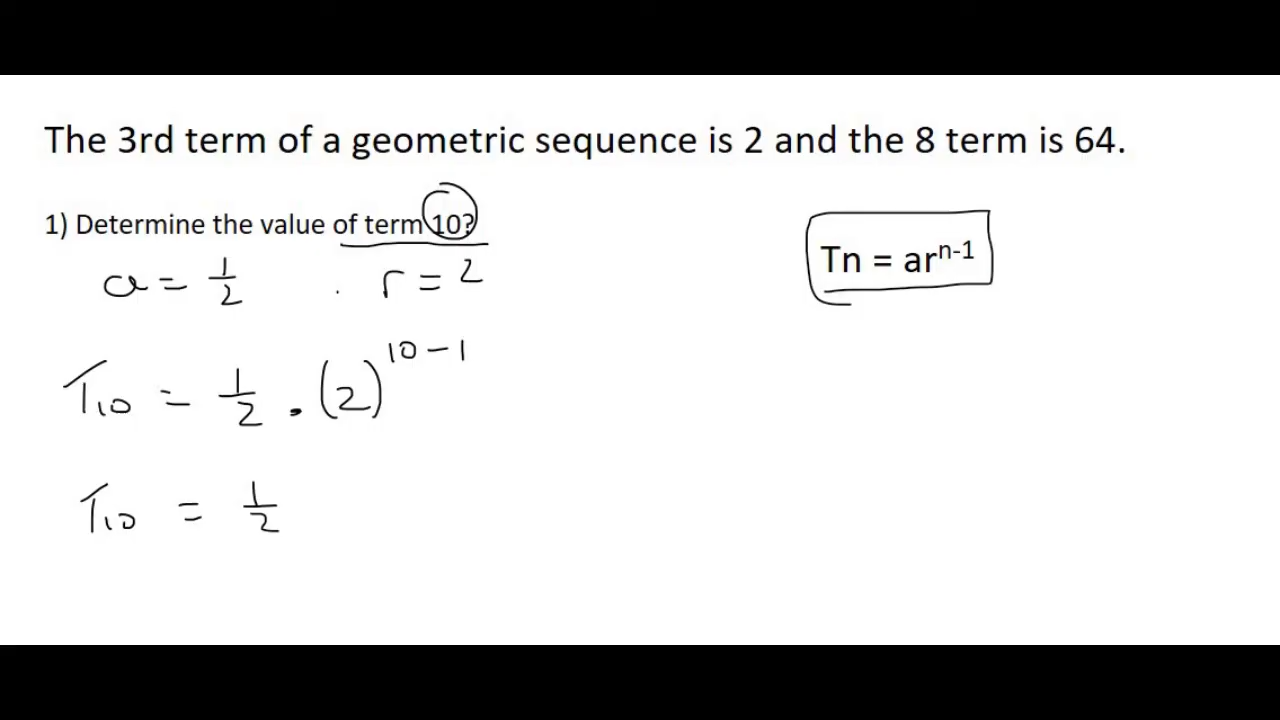 The 3rd term of a geometric sequence is 2 and the 8 term is 64.
1) Determine the value of term 10?
Tn = arⁿ⁻¹
a = 1/2 . r = 2
T₁₀ = 1/2 . (2)¹⁰⁻¹
T₁₀ = 1/2